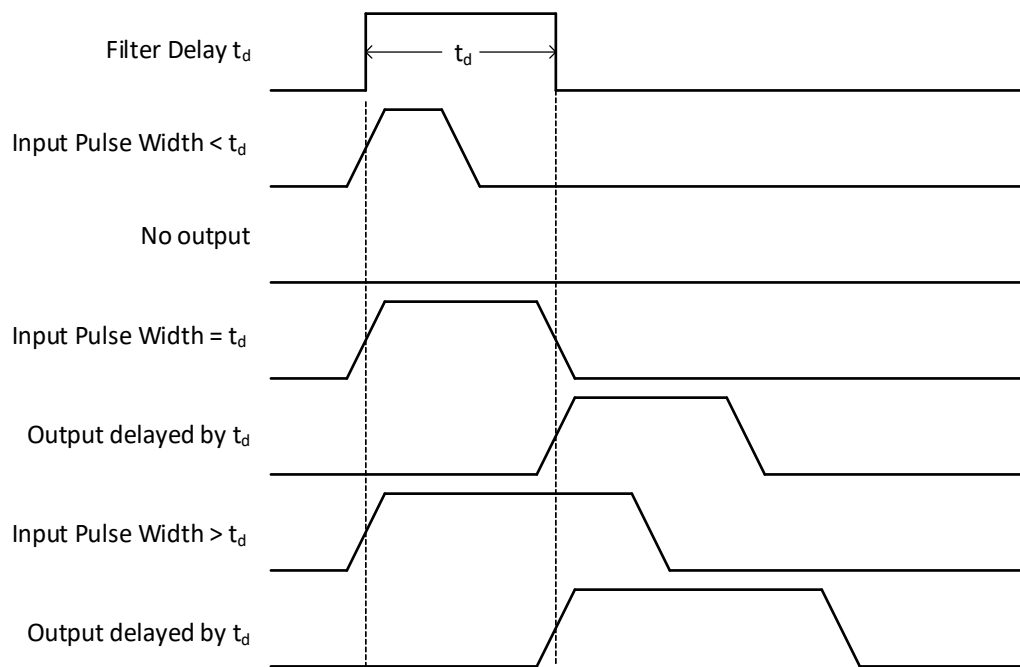 Filter Delay td
td
Input Pulse Width < td
No output
Input Pulse Width = td
Output delayed by td
Input Pulse Width > td
Output delayed by td